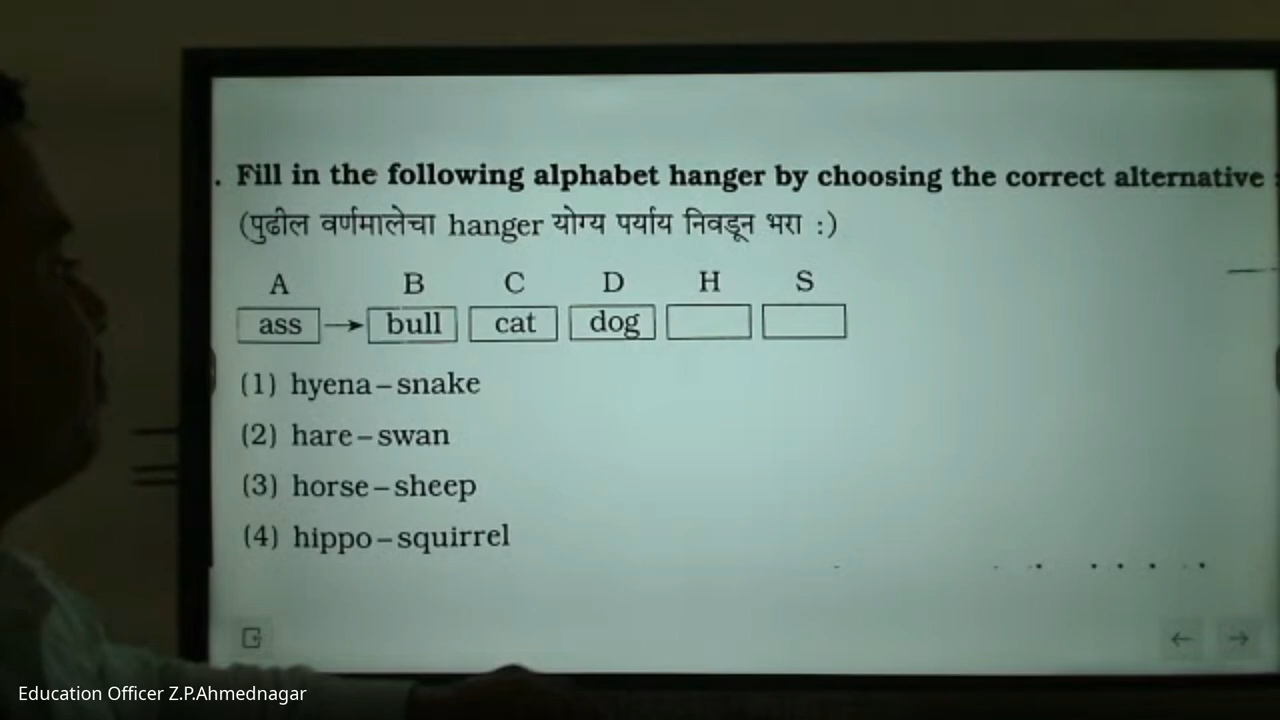 . Fill in the following alphabet hanger by choosing the correct alternative :
(पुढील वर्णमालेचा hanger योग्य पर्याय निवडून भरा :)
A B C D H S
ass → bull cat dog
(1) hyena – snake
(2) hare – swan
(3) horse – sheep
(4) hippo – squirrel
Education Officer Z.P.Ahmednagar